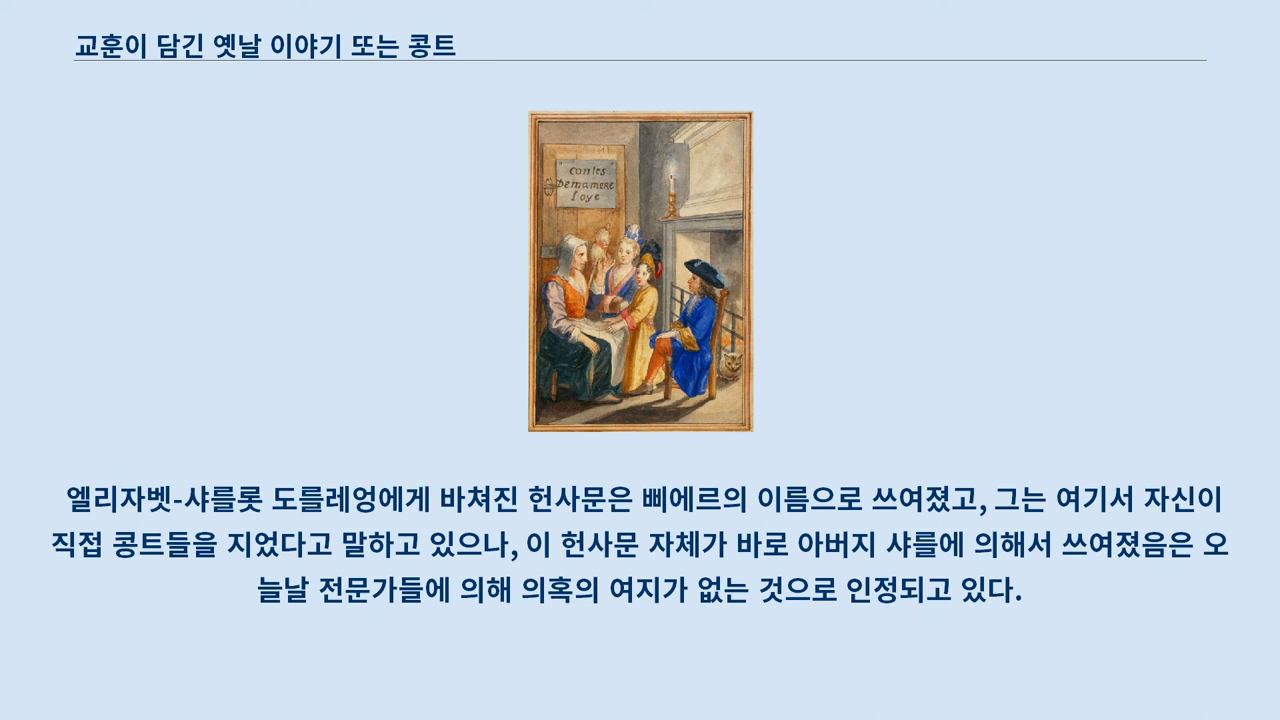 교훈이 담긴 옛날 이야기 또는 콩트
contes
Demamere
loye
엘리자벳-샤를롯 도를레엉에게 바쳐진 헌사문은 삐에르의 이름으로 쓰여졌고, 그는 여기서 자신이
직접 콩트들을 지었다고 말하고 있으나, 이 헌사문 자체가 바로 아버지 샤를에 의해서 쓰여졌음은 오
늘날 전문가들에 의해 의혹의 여지가 없는 것으로 인정되고 있다.